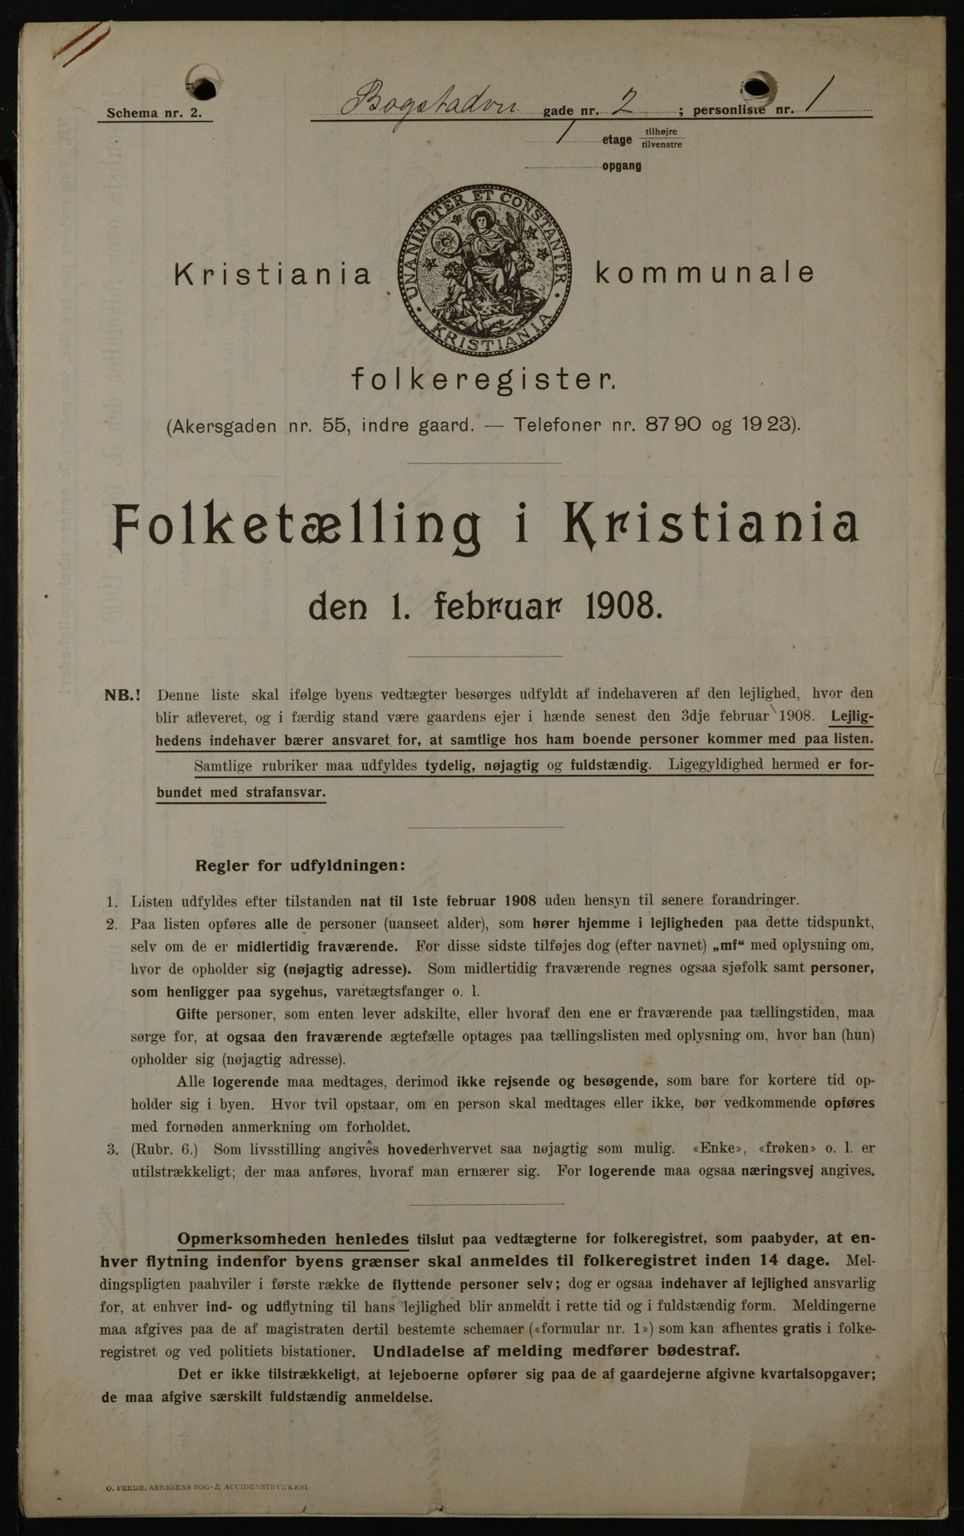 11
Schema nr. 2.
Bogstadvei gade nr. 2 ; personliste nr. 1
1 etage tilhøjre
tilvenstre
opgang
UNANIMITER ET CONSTANTER
KRISTIANIA
Kristiania kommunale
folkeregister.
(Akersgaden nr. 55, indre gaard. — Telefoner nr. 87 90 og 19 23).
Folketælling i Kristiania
den 1. februar 1908.
NB.! Denne liste skal ifølge byens vedtægter besørges udfyldt af indehaveren af den lejlighed, hvor den
blir afleveret, og i færdig stand være gaardens ejer i hænde senest den 3dje februar 1908. Lejlig-
hedens indehaver bærer ansvaret for, at samtlige hos ham boende personer kommer med paa listen.
Samtlige rubriker maa udfyldes tydelig, nøjagtig og fuldstændig. Ligegyldighed hermed er for-
bundet med strafansvar.
Regler for udfyldningen:
1. Listen udfyldes efter tilstanden nat til 1ste februar 1908 uden hensyn til senere forandringer.
2. Paa listen opføres alle de personer (uanseet alder), som hører hjemme i lejligheden paa dette tidspunkt,
selv om de er midlertidig fraværende. For disse sidste tilføjes dog (efter navnet) „mf“ med oplysning om,
hvor de opholder sig (nøjagtig adresse). Som midlertidig fraværende regnes ogsaa sjøfolk samt personer,
som henligger paa sygehus, varetægtsfanger o. l.
Gifte personer, som enten lever adskilte, eller hvoraf den ene er fraværende paa tællingstiden, maa
sørge for, at ogsaa den fraværende ægtefælle optages paa tællingslisten med oplysning om, hvor han (hun)
opholder sig (nøjagtig adresse).
Alle logerende maa medtages, derimod ikke rejsende og besøgende, som bare for kortere tid op-
holder sig i byen. Hvor tvil opstaar, om en person skal medtages eller ikke, bør vedkommende opføres
med fornøden anmerkning om forholdet.
3. (Rubr. 6.) Som livsstilling angives hovederhvervet saa nøjagtig som mulig. «Enke», «frøken» o. l. er
utilstrækkeligt; der maa anføres, hvoraf man ernærer sig. For logerende maa ogsaa næringsvej angives.
Opmerksomheden henledes tilslut paa vedtægterne for folkeregistret, som paabyder, at en-
hver flytning indenfor byens grænser skal anmeldes til folkeregistret inden 14 dage. Mel-
dingspligten paahviler i første række de flyttende personer selv; dog er ogsaa indehaver af lejlighed ansvarlig
for, at enhver ind- og udflytning til hans lejlighed blir anmeldt i rette tid og i fuldstændig form. Meldingerne
maa afgives paa de af magistraten dertil bestemte schemaer («formular nr. 1») som kan afhentes gratis i folke-
registret og ved politiets bistationer. Undladelse af melding medfører bødestraf.
Det er ikke tilstrækkeligt, at lejeboerne opfører sig paa de af gaardejerne afgivne kvartalsopgaver;
de maa afgive særskilt fuldstændig anmeldelse.
O. FREDR. ARNESENS BOG- & ACCIDENSTRYKKERI.